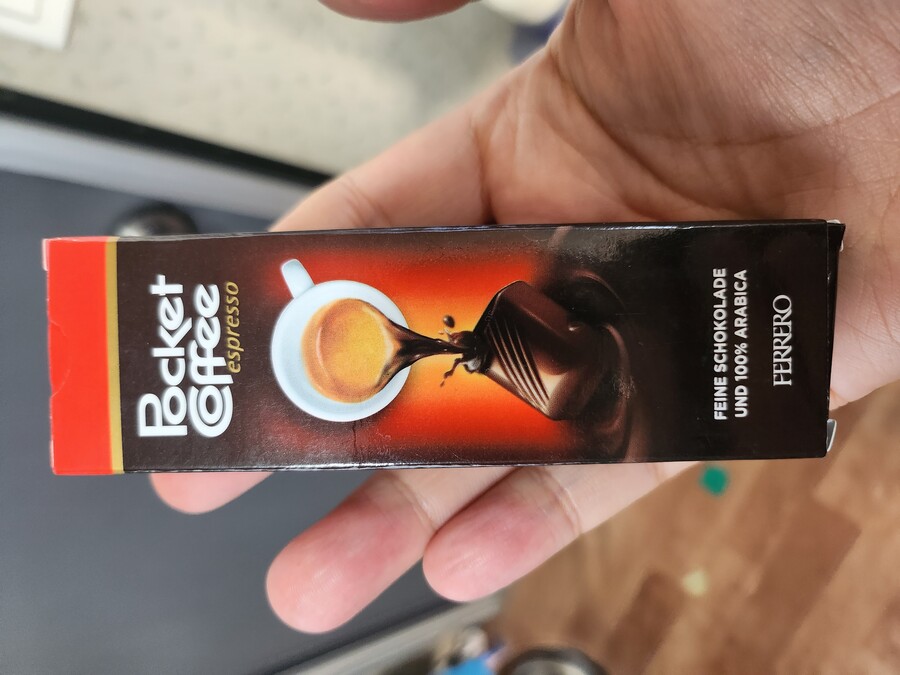 Pocket
Coffee
espresso
FEINE SCHOKOLADE
UND 100% ARABICA
FERRERO